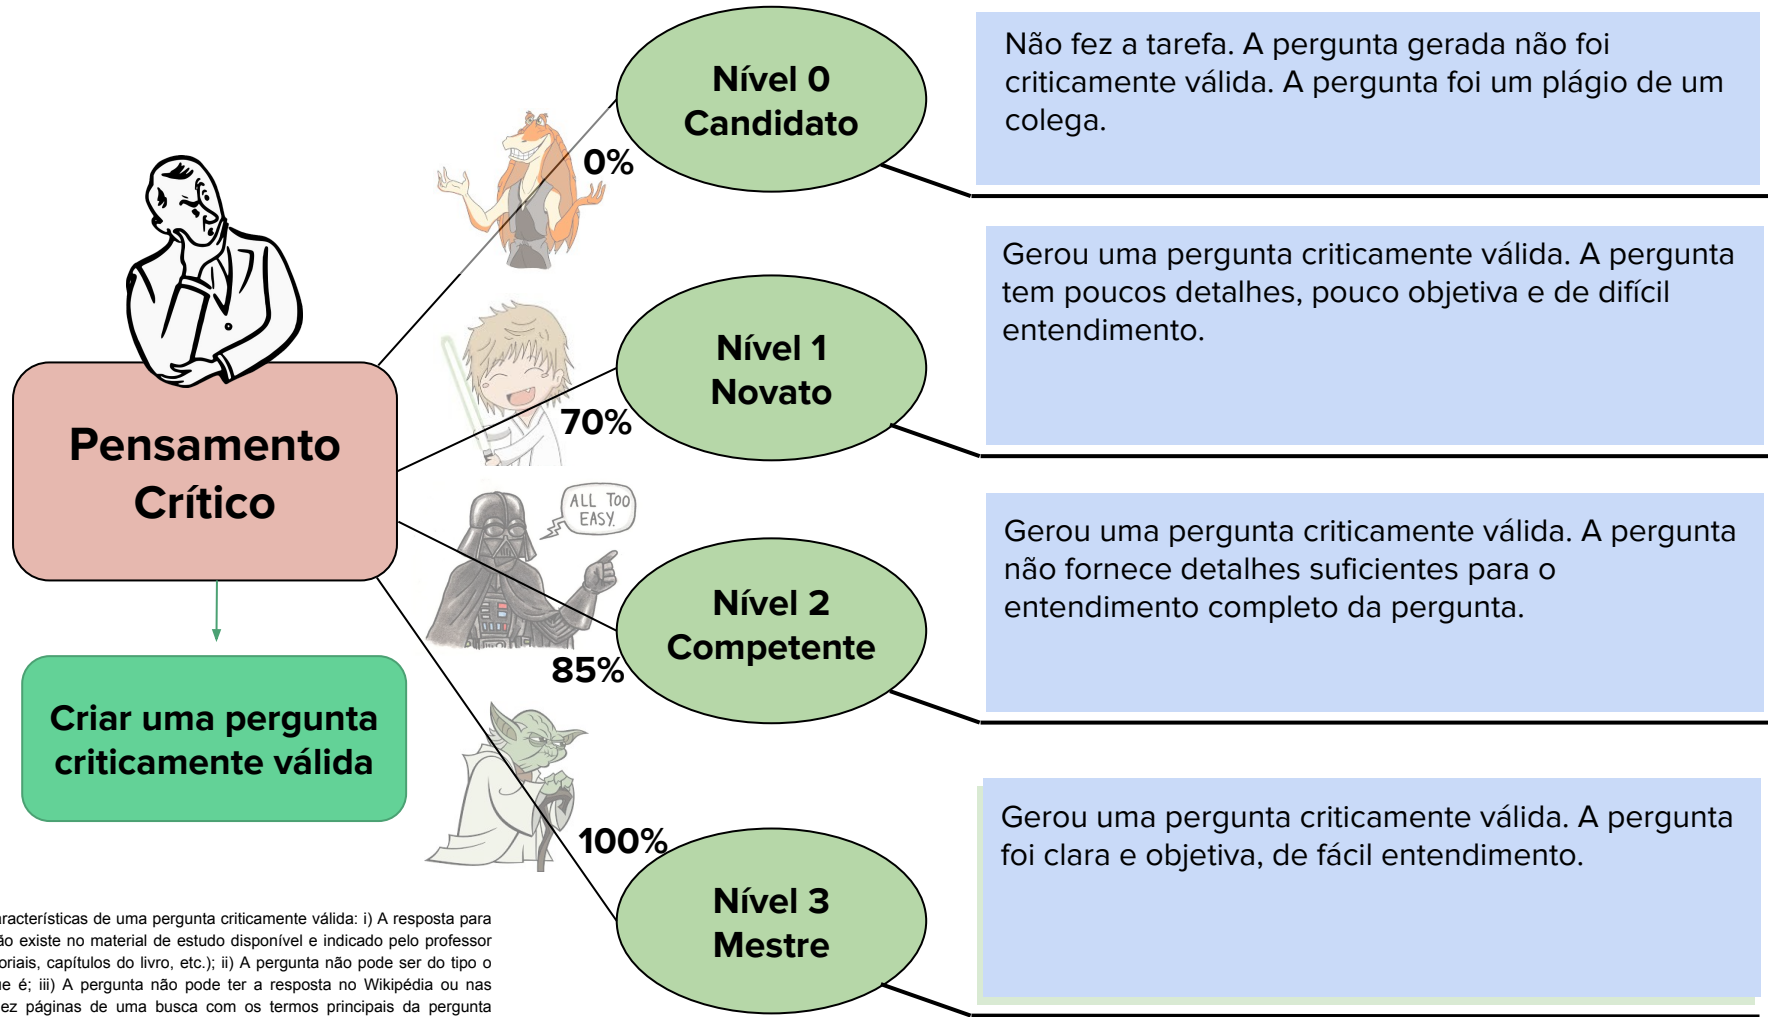 Nível 0
Candidato
0%
Não fez a tarefa. A pergunta gerada não foi
criticamente válida. A pergunta foi um plágio de um
colega.
Nível 1
Novato
70%
Gerou uma pergunta criticamente válida. A pergunta
tem poucos detalhes, pouco objetiva e de difícil
entendimento.
Pensamento
Crítico
ALL TOO
EASY.
Nível 2
Competente
85%
Gerou uma pergunta criticamente válida. A pergunta
não fornece detalhes suficientes para o
entendimento completo da pergunta.
Criar uma pergunta
criticamente válida
100%
Nível 3
Mestre
Gerou uma pergunta criticamente válida. A pergunta
foi clara e objetiva, de fácil entendimento.
aracterísticas de uma pergunta criticamente válida: i) A resposta para
ão existe no material de estudo disponível e indicado pelo professor
oriais, capítulos do livro, etc.); ii) A pergunta não pode ser do tipo o
ue é; iii) A pergunta não pode ter a resposta no Wikipédia ou nas
ez páginas de uma busca com os termos principais da pergunta